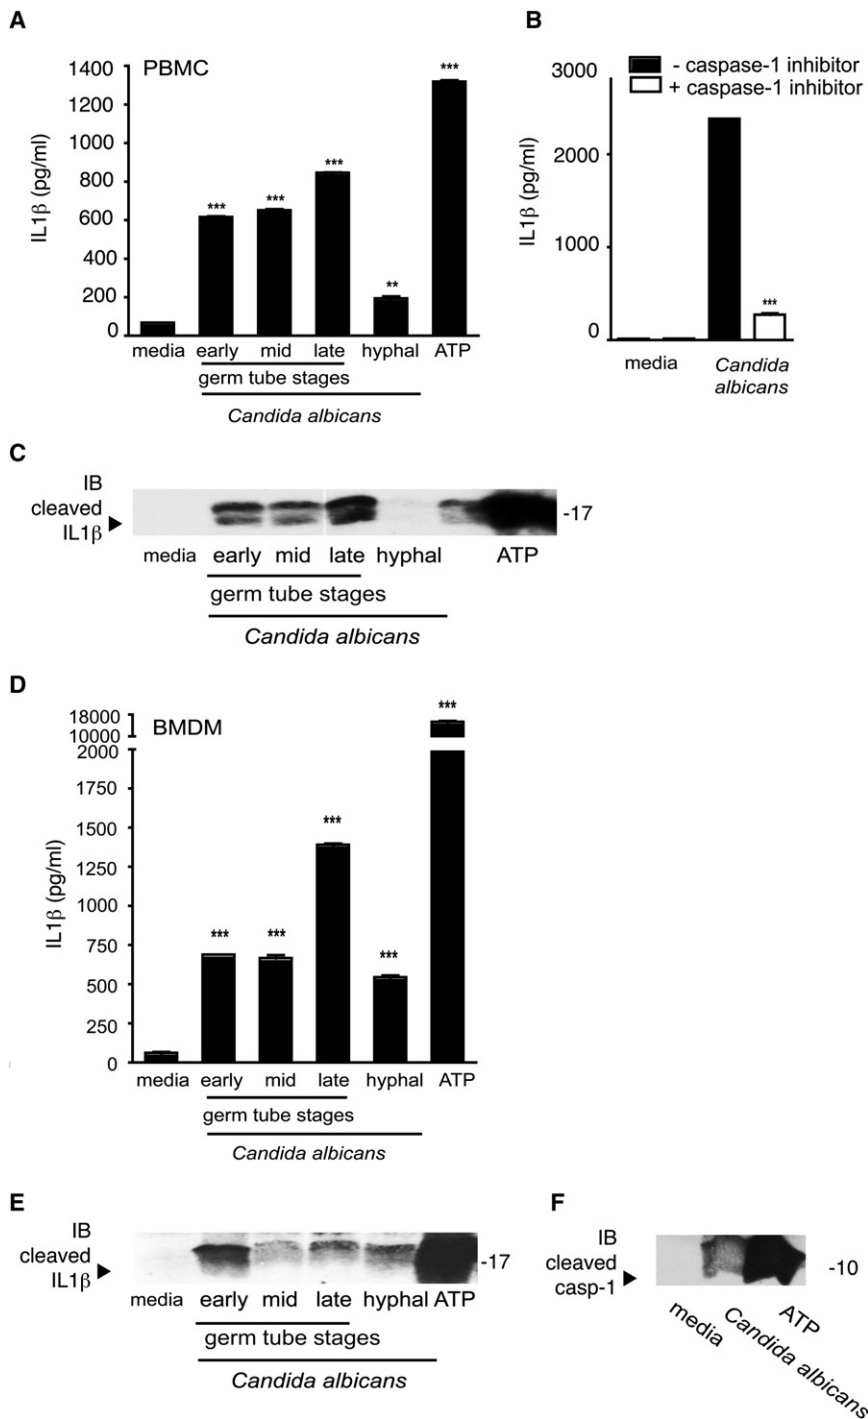 A
PBMC
IL1β (pg/ml)
1400
1200
1000
800
600
400
200
0
***
***
***
**
***
media early mid late hyphal ATP
germ tube stages
Candida albicans
B
- caspase-1 inhibitor
+ caspase-1 inhibitor
IL1β (pg/ml)
3000
2000
1000
0
***
media
Candida
albicans
C
IB
cleaved
IL1β
-17
media early mid late hyphal ATP
germ tube stages
Candida albicans
D
BMDM
IL1β (pg/ml)
18000
10000
2000
1750
1500
1250
1000
750
500
250
0
***
***
***
***
***
media early mid late hyphal ATP
germ tube stages
Candida albicans
E
IB
cleaved
IL1β
-17
media early mid late hyphal ATP
germ tube stages
Candida albicans
F
IB
cleaved
casp-1
-10
media
Candida albicans
ATP